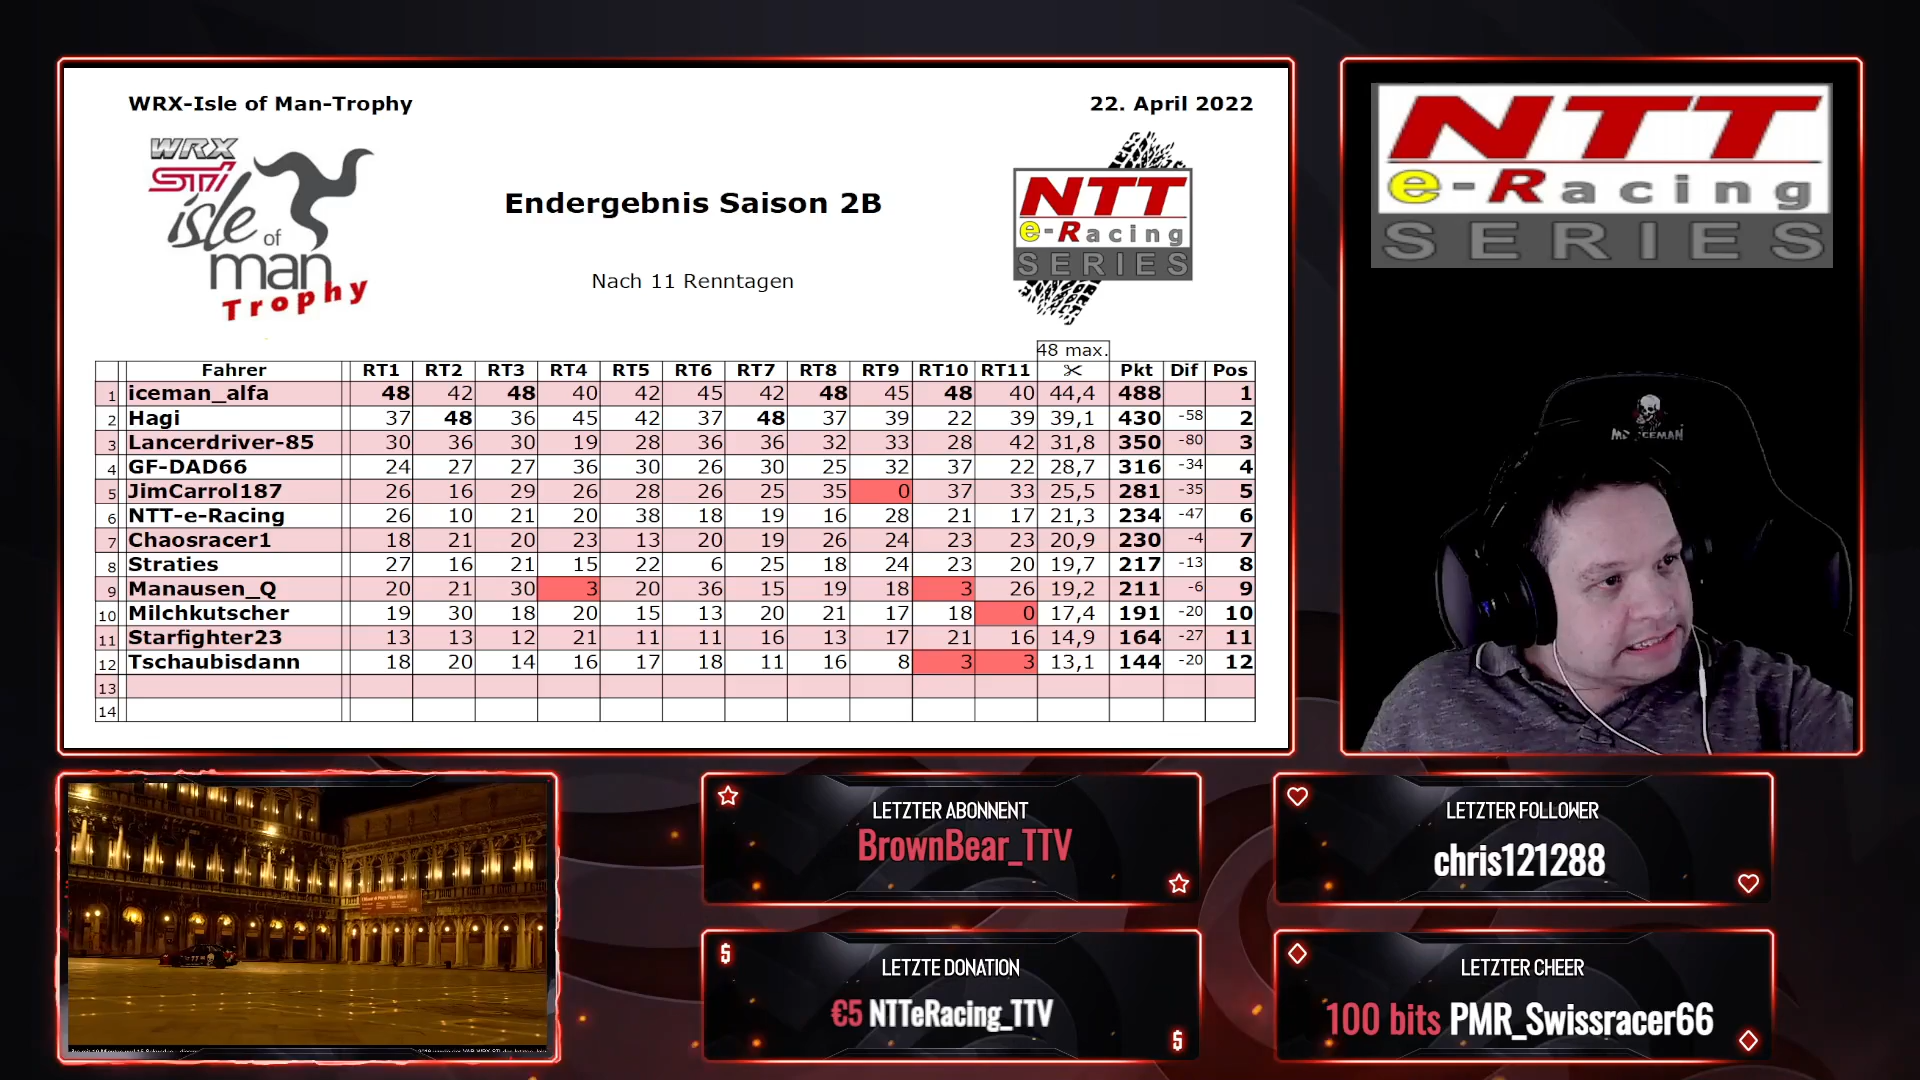 WRX-Isle of Man-Trophy
22. April 2022
WRX
STI
isle of
man
Trophy
Endergebnis Saison 2B
Nach 11 Renntagen
NTT
e-Racing
SERIES
48 max.
Fahrer RT1 RT2 RT3 RT4 RT5 RT6 RT7 RT8 RT9 RT10 RT11 ✂ Pkt Dif Pos
1 iceman_alfa 48 42 48 40 42 45 42 48 45 48 40 44,4 488 1
2 Hagi 37 48 36 45 42 37 48 37 39 22 39 39,1 430 -58 2
3 Lancerdriver-85 30 36 30 19 28 36 36 32 33 28 42 31,8 350 -80 3
4 GF-DAD66 24 27 27 36 30 26 30 25 32 37 22 28,7 316 -34 4
5 JimCarrol187 26 16 29 26 28 26 25 35 0 37 33 25,5 281 -35 5
6 NTT-e-Racing 26 10 21 20 38 18 19 16 28 21 17 21,3 234 -47 6
7 Chaosracer1 18 21 20 23 13 20 19 26 24 23 23 20,9 230 -4 7
8 Straties 27 16 21 15 22 6 25 18 24 23 20 19,7 217 -13 8
9 Manausen_Q 20 21 30 3 20 36 15 19 18 3 26 19,2 211 -6 9
10 Milchkutscher 19 30 18 20 15 13 20 21 17 18 0 17,4 191 -20 10
11 Starfighter23 13 13 12 21 11 11 16 13 17 21 16 14,9 164 -27 11
12 Tschaubisdann 18 20 14 16 17 18 11 16 8 3 3 13,1 144 -20 12
13
14
NTT
e-Racing
SERIES
LETZTER ABONNENT
BrownBear_TTV
LETZTER FOLLOWER
chris121288
$ LETZTE DONATION
€5 NTTeRacing_TTV
$
LETZTER CHEER
100 bits PMR_Swissracer66